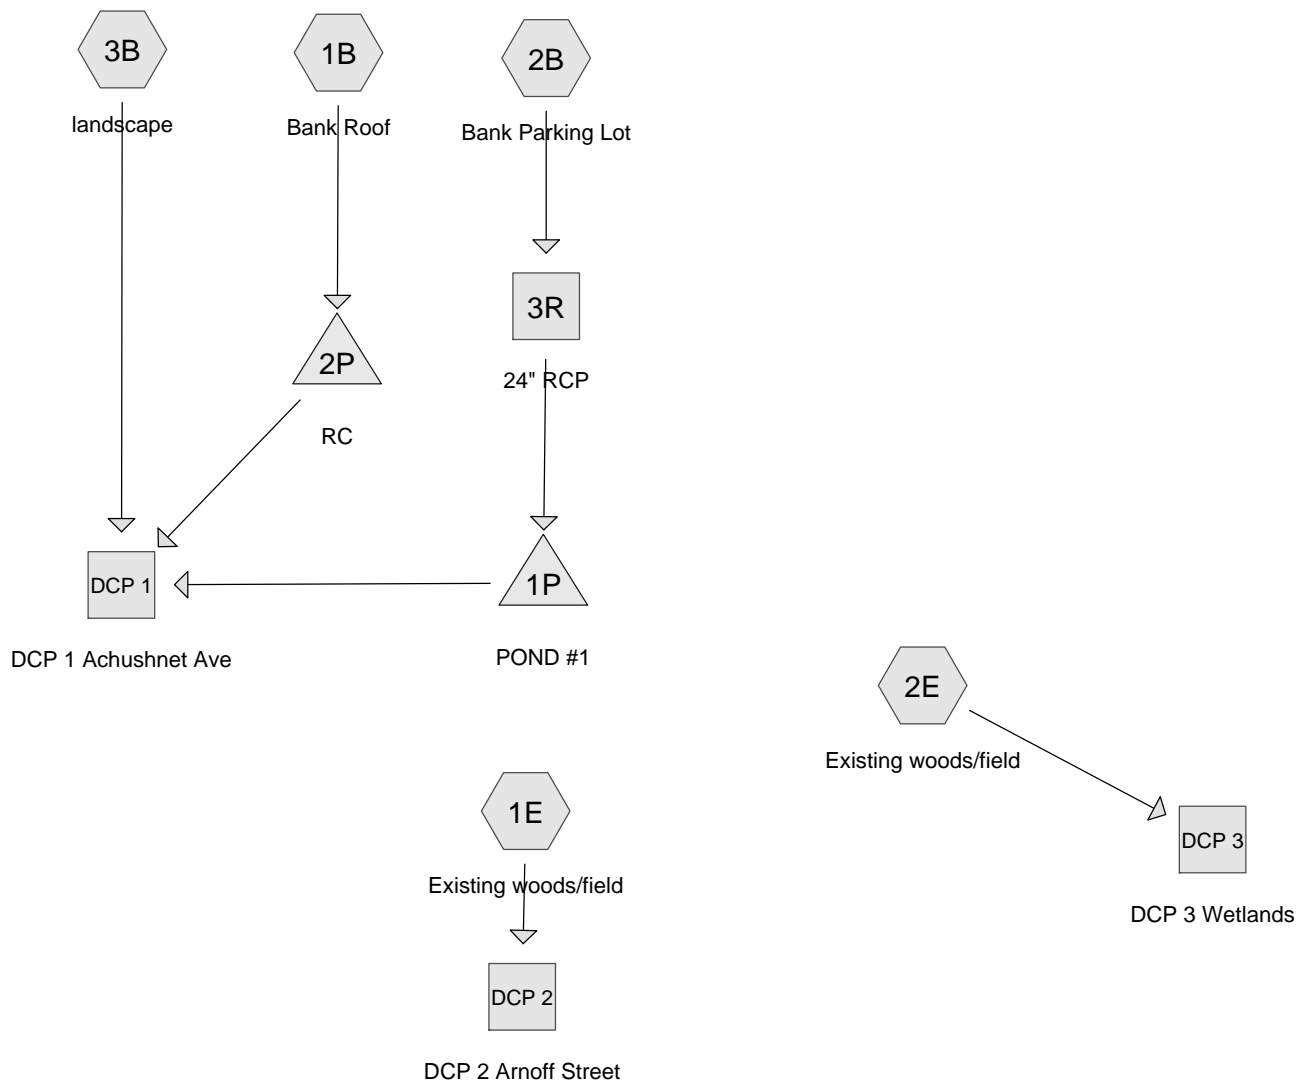 3B
1B
2B
landscape
Bank Roof
Bank Parking Lot
3R
2P
24" RCP
RC
DCP 1
1P
DCP 1 Achushnet Ave
POND #1
2E
Existing woods/field
1E
DCP 3
Existing woods/field
DCP 3 Wetlands
DCP 2
DCP 2 Arnoff Street